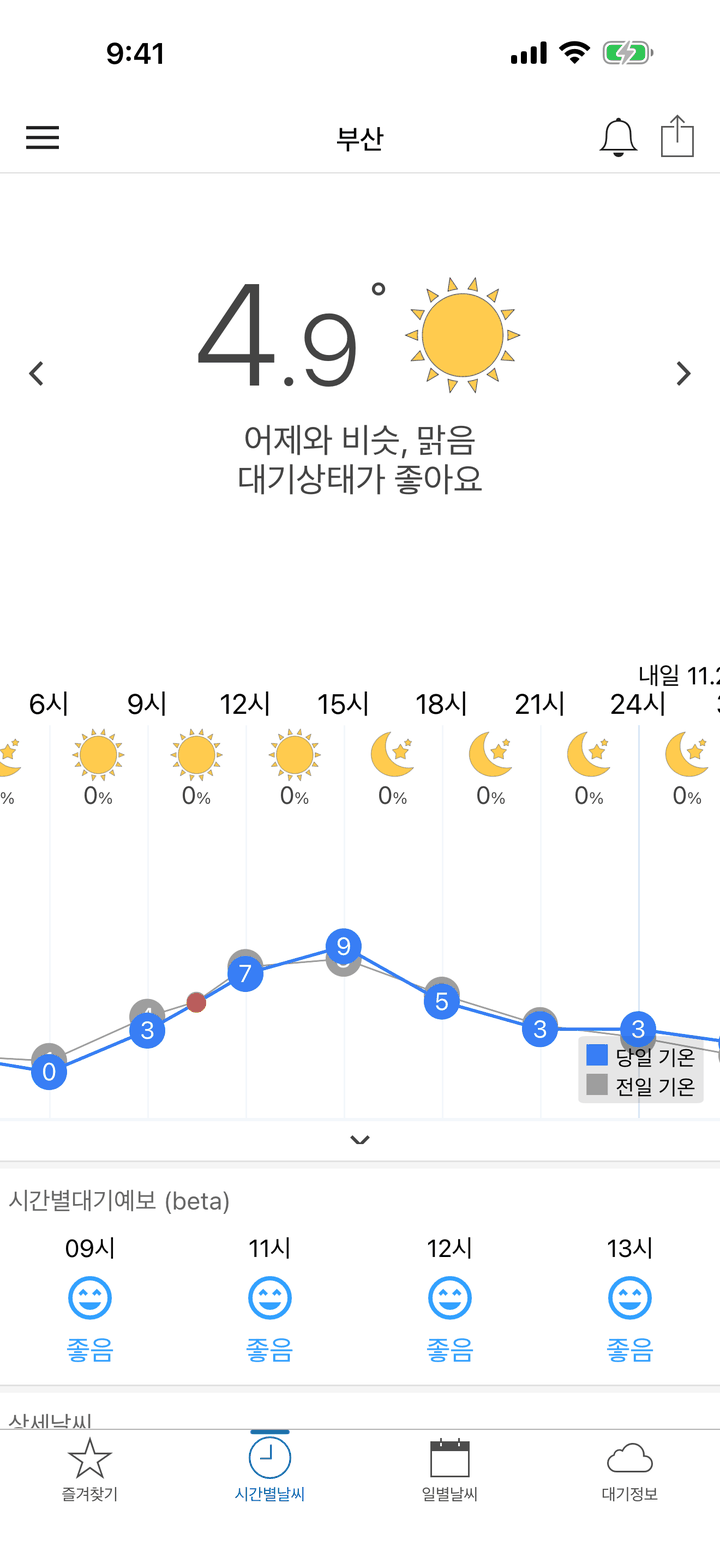 9:41
부산
4.9°
어제와 비슷, 맑음
대기상태가 좋아요
내일 11.2
6시 9시 12시 15시 18시 21시 24시
% 0% 0% 0% 0% 0% 0% 0%
9
7
5
3 3 3
0
당일 기온
전일 기온
시간별대기예보 (beta)
09시 11시 12시 13시
좋음 좋음 좋음 좋음
상세날씨
즐겨찾기 시간별날씨 일별날씨 대기정보